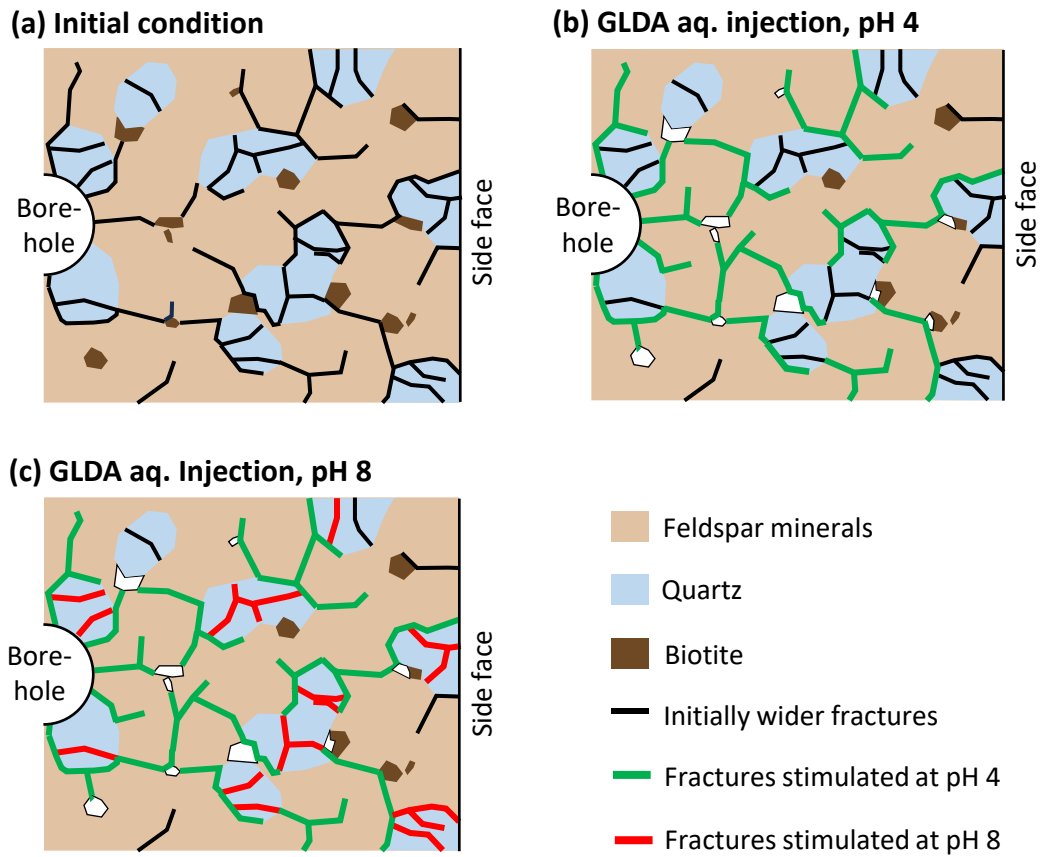 (a) Initial condition
Bore-
hole
Side face
(b) GLDA aq. injection, pH 4
Bore-
hole
Side face
(c) GLDA aq. Injection, pH 8
Bore-
hole
Side face
Feldspar minerals
Quartz
Biotite
Initially wider fractures
Fractures stimulated at pH 4
Fractures stimulated at pH 8